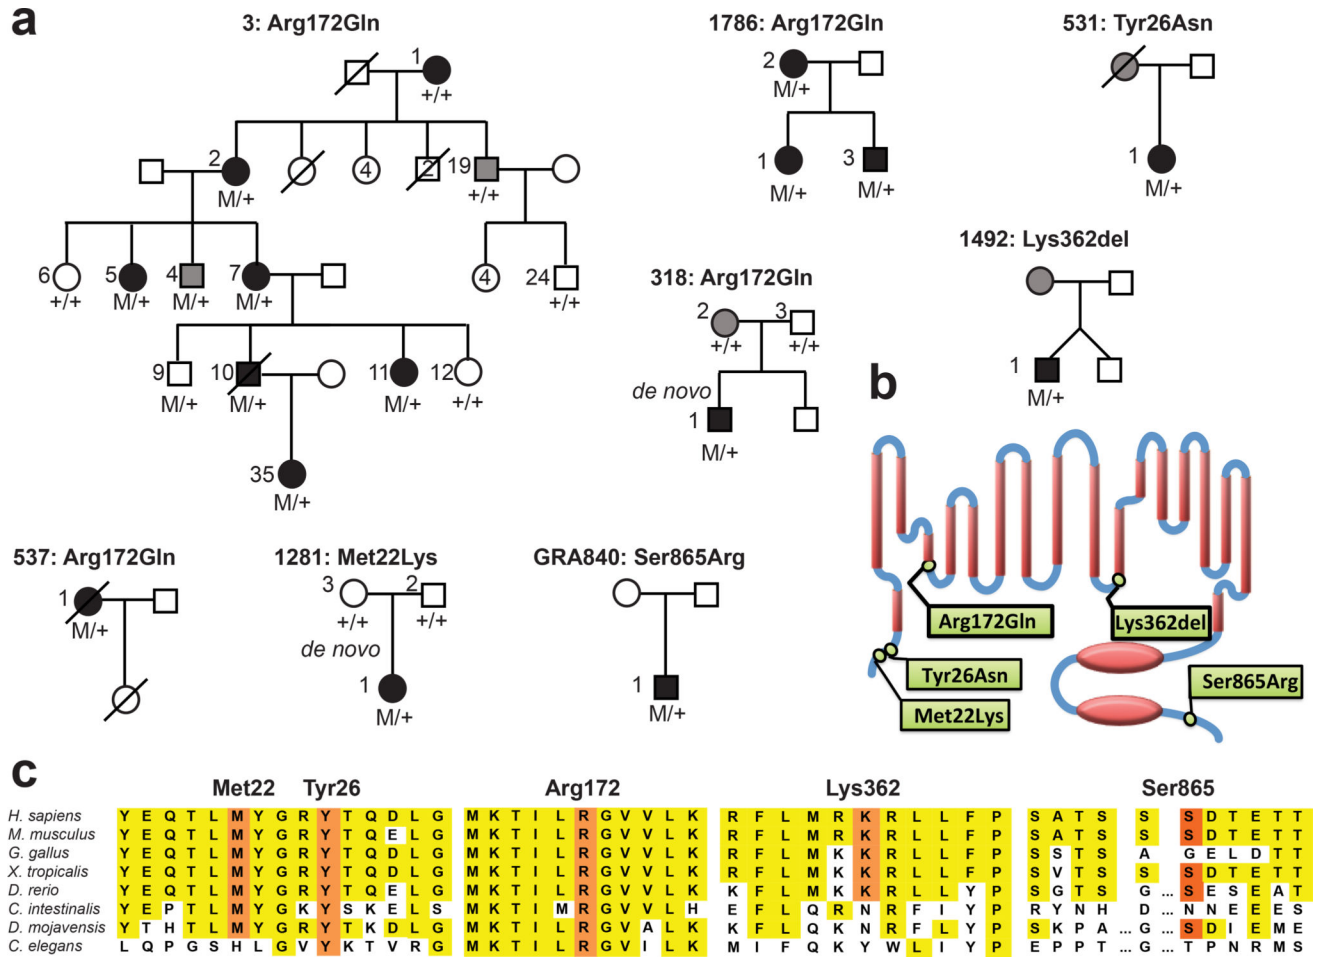 a
3: Arg172Gln
1
+/+
2
M/+
4
2
19
+/+
6
+/+
5
M/+
4
M/+
7
M/+
4
24
+/+
9
M/+
10
M/+
11
M/+
12
+/+
35
M/+
1786: Arg172Gln
2
M/+
1
M/+
3
M/+
531: Tyr26Asn
1
M/+
318: Arg172Gln
2
+/+
3
+/+
de novo
1
M/+
1492: Lys362del
1
M/+
537: Arg172Gln
1
M/+
1281: Met22Lys
3
+/+
2
+/+
de novo
1
M/+
GRA840: Ser865Arg
1
M/+
b
Arg172Gln
Lys362del
Tyr26Asn
Met22Lys
Ser865Arg
c
Met22 Tyr26 Arg172 Lys362 Ser865
H. sapiens Y E Q T L M Y G R Y T Q D L G M K T I L R G V V L K R F L M R K R L L F P S A T S S S D T E T T
M. musculus Y E Q T L M Y G R Y T Q E L G M K T I L R G V V L K R F L M R K R L L F P S A T S S S D T E T T
G. gallus Y E Q T L M Y G R Y T Q D L G M K T I L R G V V L K R F L M K K R L L F P S S T S A G E L D T T
X. tropicalis Y E Q T L M Y G R Y T Q D L G M K T I L R G V V L K R F L M K K R L L F P S V T S S S D T E T T
D. rerio Y E Q T L M Y G R Y T Q E L G M K T I L R G V V L K K F L M K K R L L Y P S G T S G ... S E S E A T
C. intestinalis Y E P T L M Y G K Y S K E L S M K T I M R G V V L H E F L Q R N R F I Y P R Y N H D ... N N E E E S
D. mojavensis Y T H T L M Y G R Y T K D L G M K T I L R G V A L K K F L Q K N R F L Y P S K P A ... G ... S D I E M E
C. elegans L Q P G S H L G V Y K T V R G M K T I L R G V I L K M I F Q K Y W L I Y P E P P T ... G ... T P N R M S